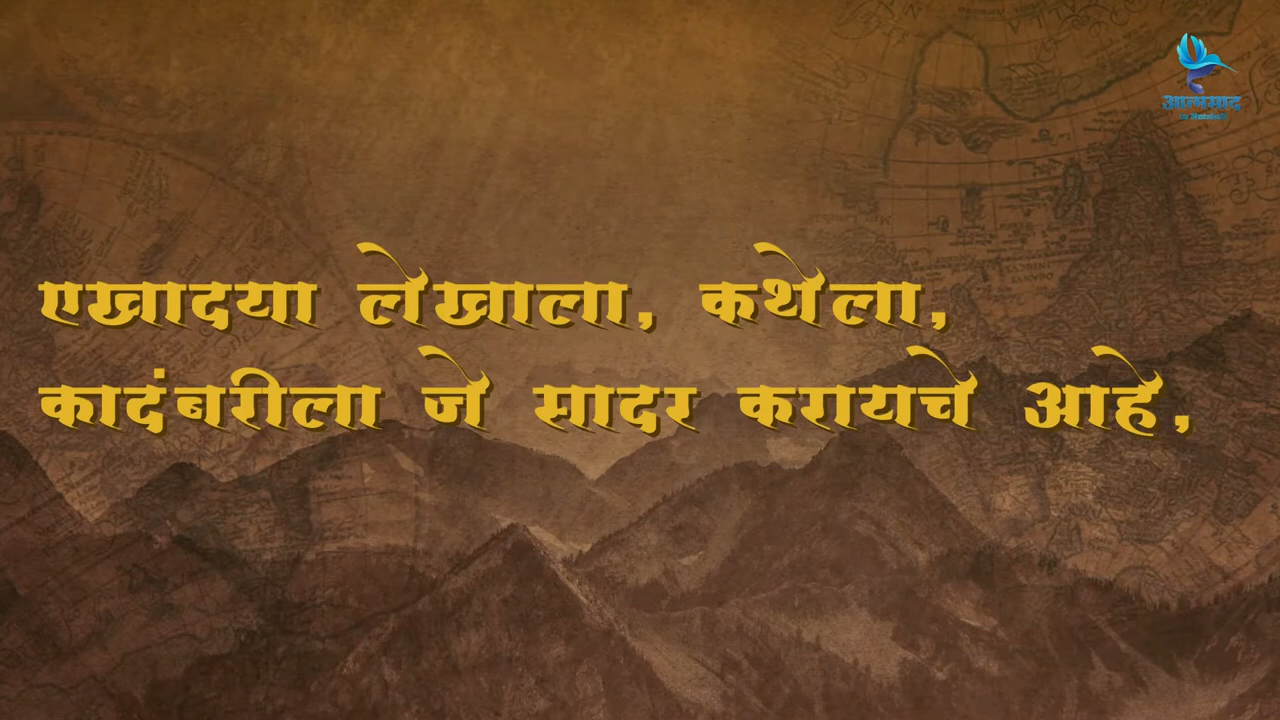 एखादया लेखाला, कथेला,
कादंबरीला जे सादर करायचे आहे,